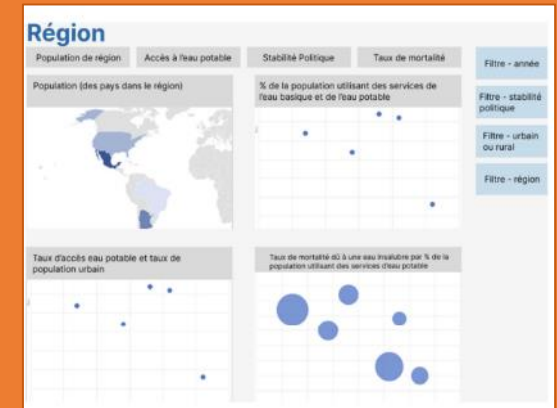 Région
Population de région
Accès à l'eau potable
Stabilité Politique
Taux de mortalité
Filtre - année
Filtre - stabilité
politique
Filtre - urbain
ou rural
Filtre - région
Population (des pays dans le région)
% de la population utilisant des services de
l'eau basique et de l'eau potable
Taux d'accès eau potable et taux de
population urbain
Taux de mortalité dû à une eau insalubre par % de la
population utilisant des services d'eau potable